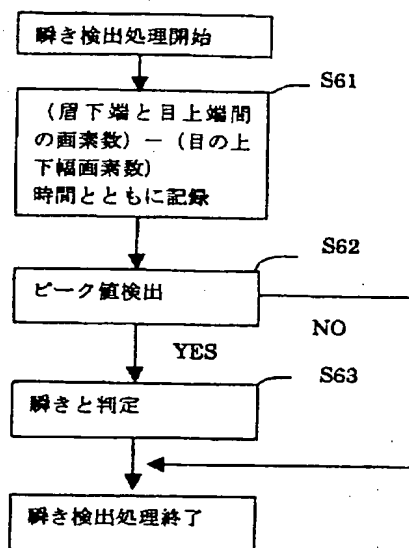 瞬き検出処理開始
S61
(眉下端と目上端間
の画素数)－(目の上
下幅画素数)
時間とともに記録
S62
ピーク値検出
NO
YES
S63
瞬きと判定
瞬き検出処理終了